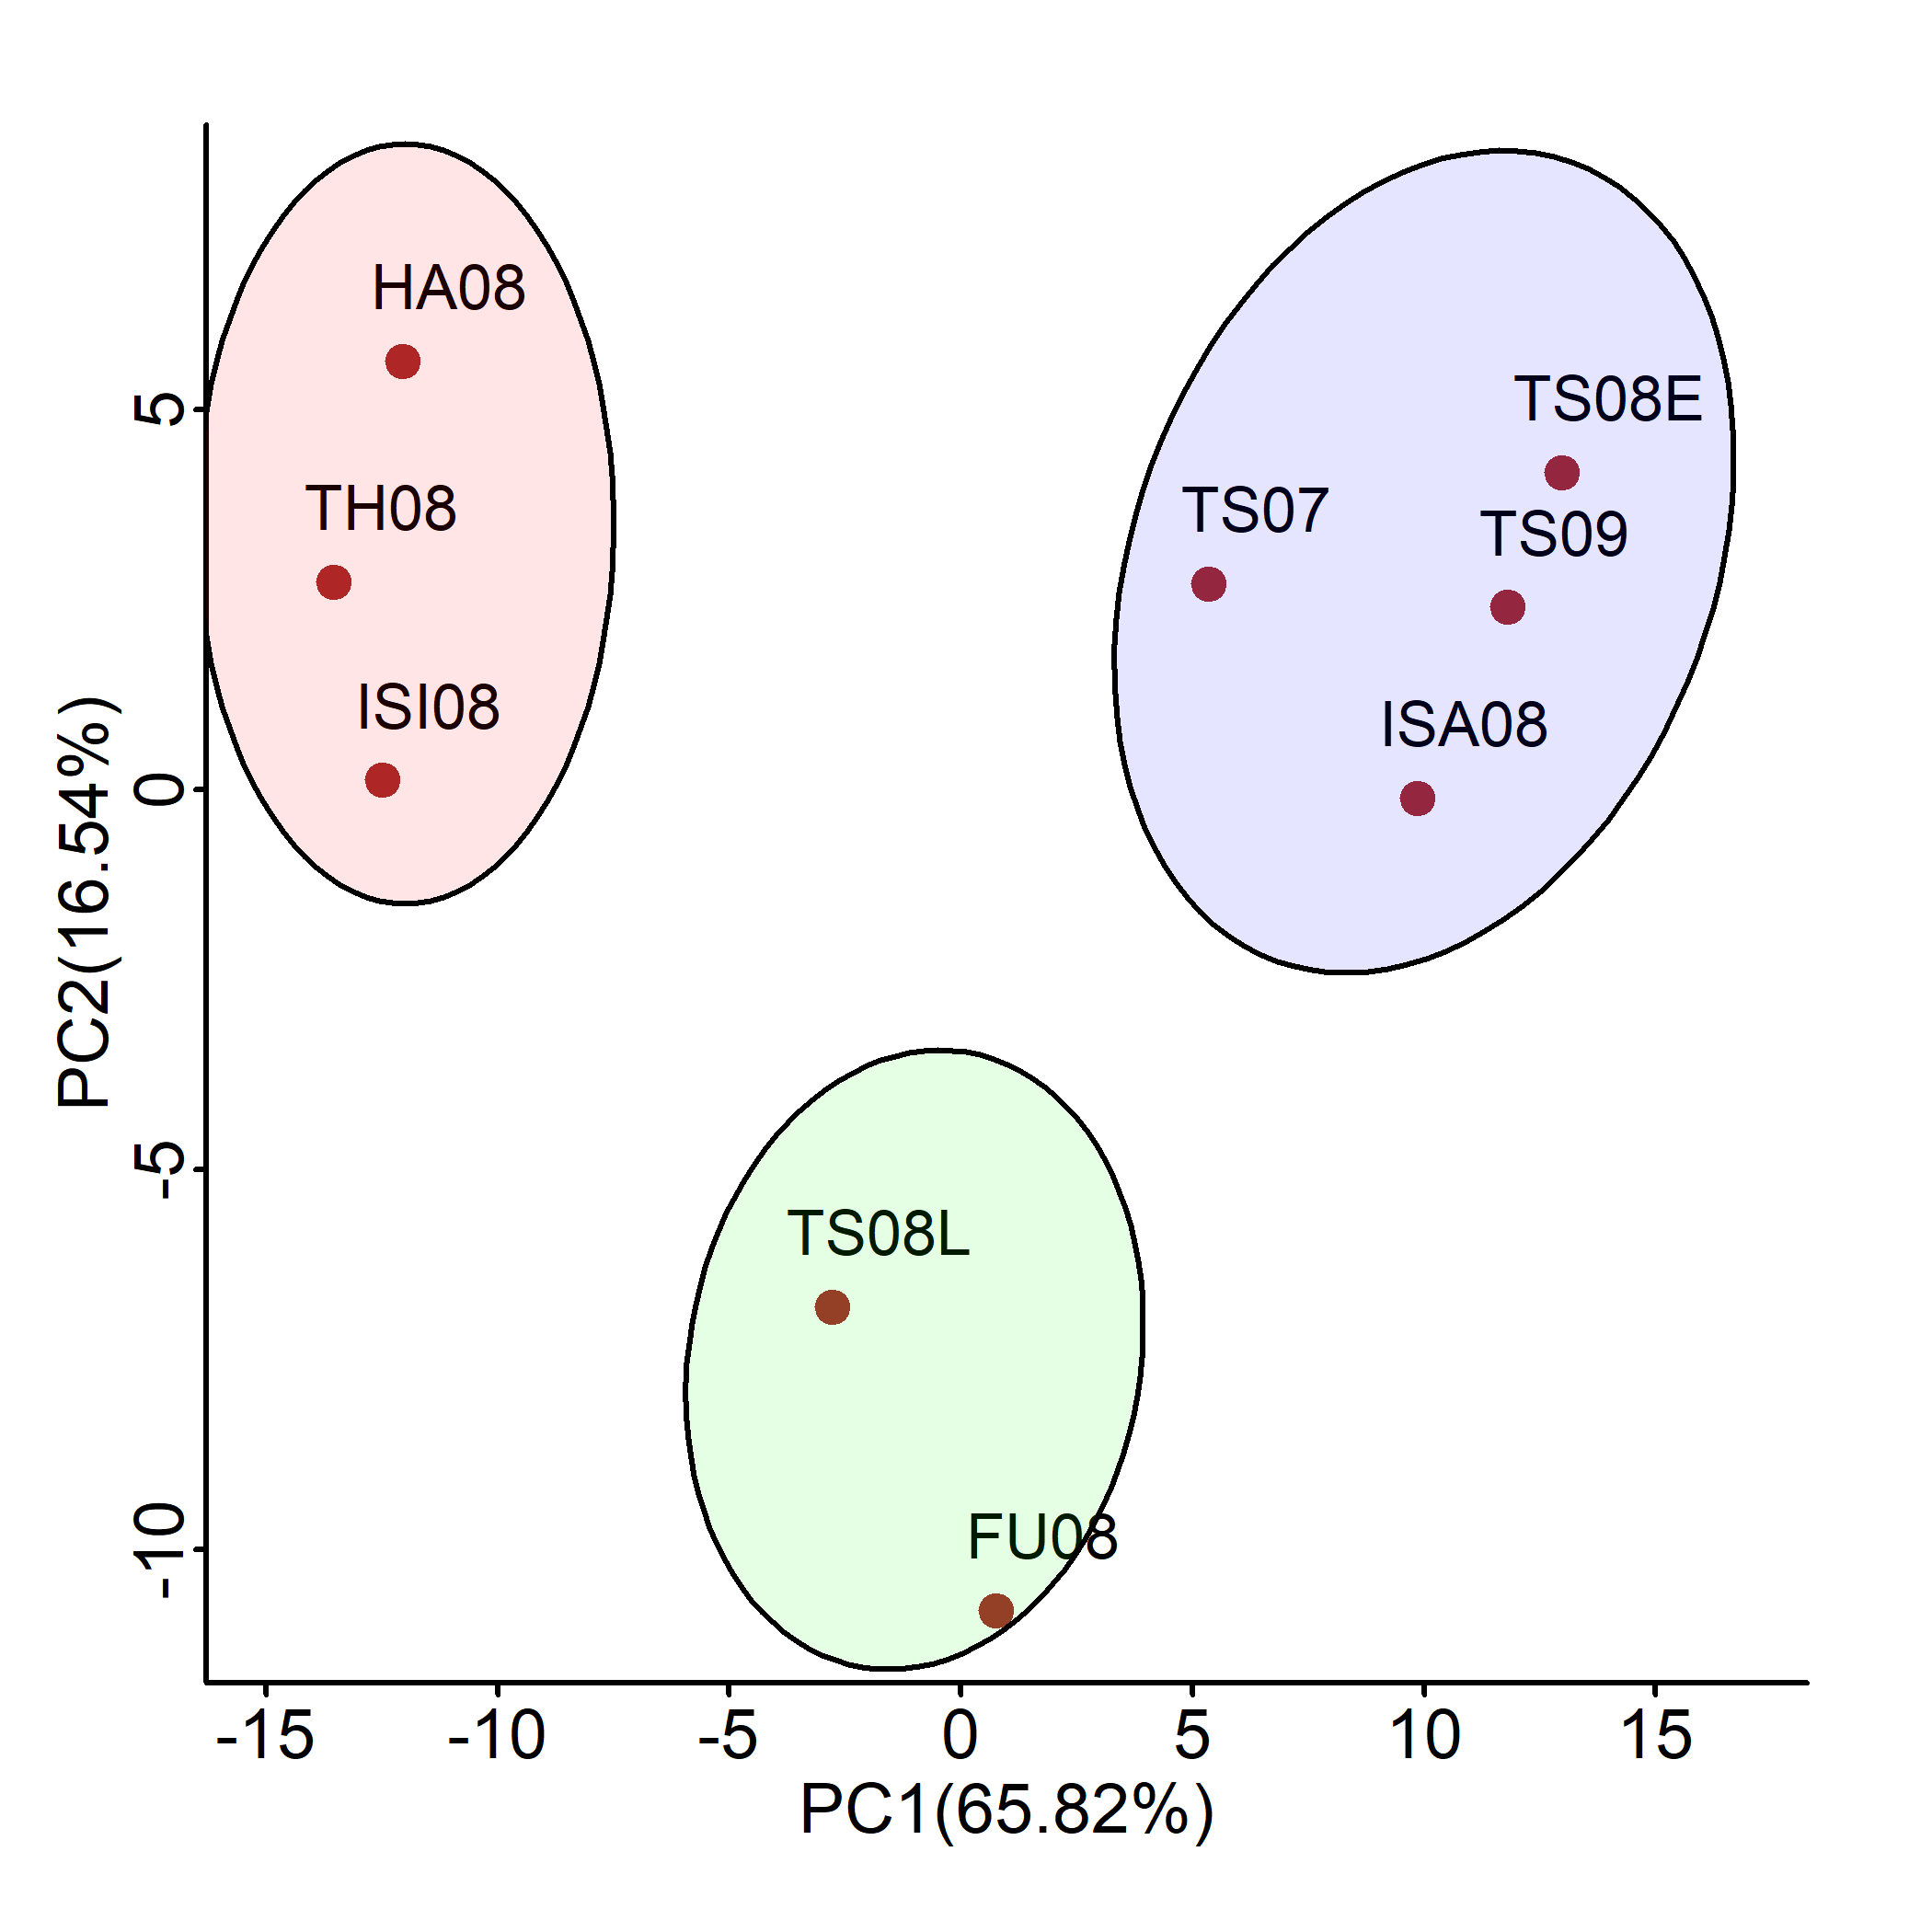 HA08
TS08E
5
TH08
TS07
TS09
ISI08
ISA08
0
PC2(16.54%)
-5
TS08L
FU08
-10
-15 -10 -5 0 5 10 15
PC1(65.82%)